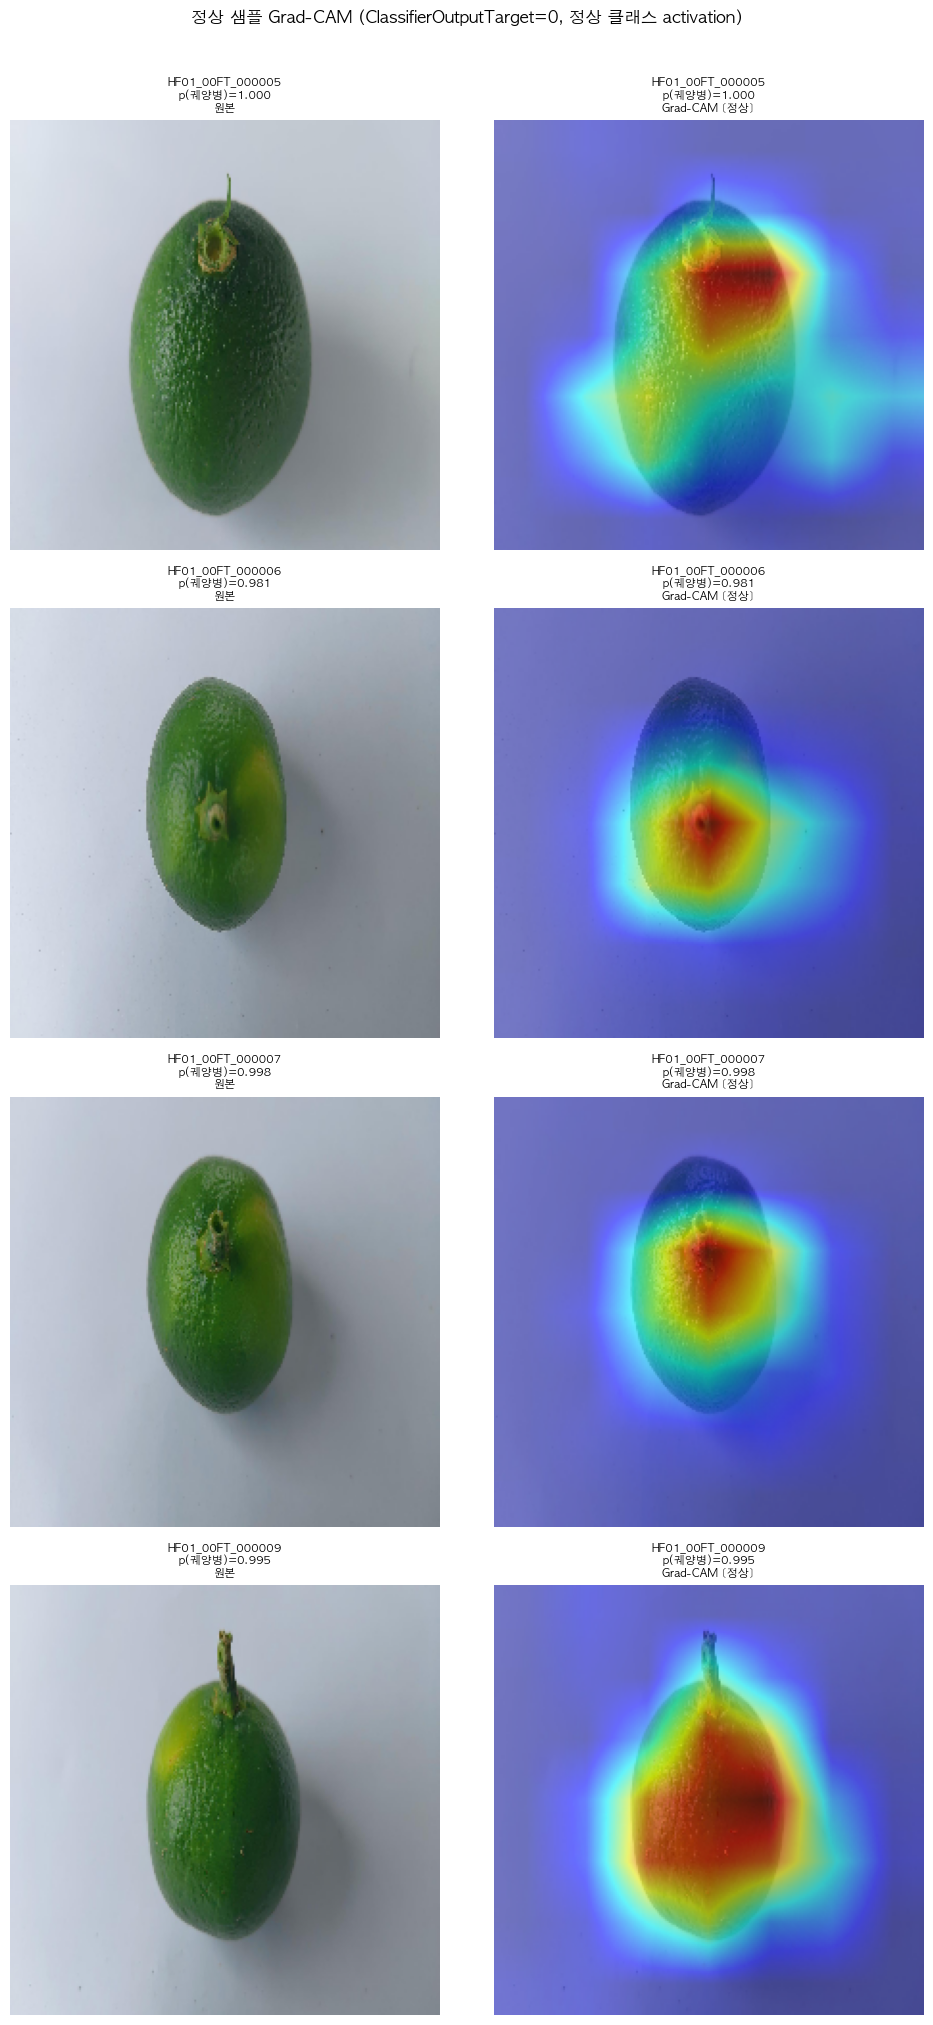 정상 샘플 Grad-CAM (ClassifierOutputTarget=0, 정상 클래스 activation)
HF01_00FT_000005
p(궤양병)=1.000
원본
HF01_00FT_000005
p(궤양병)=1.000
Grad-CAM [정상]
HF01_00FT_000006
p(궤양병)=0.981
원본
HF01_00FT_000006
p(궤양병)=0.981
Grad-CAM [정상]
HF01_00FT_000007
p(궤양병)=0.998
원본
HF01_00FT_000007
p(궤양병)=0.998
Grad-CAM [정상]
HF01_00FT_000009
p(궤양병)=0.995
원본
HF01_00FT_000009
p(궤양병)=0.995
Grad-CAM [정상]